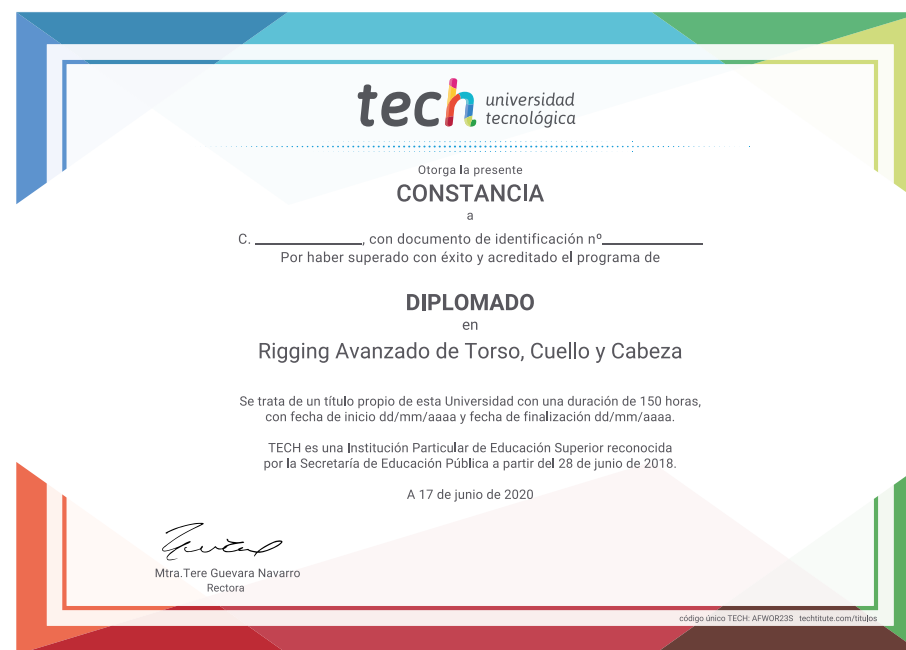 tech universidad
tecnológica
Otorga la presente
CONSTANCIA
a
C. ____________, con documento de identificación nº____________
Por haber superado con éxito y acreditado el programa de
DIPLOMADO
en
Rigging Avanzado de Torso, Cuello y Cabeza
Se trata de un título propio de esta Universidad con una duración de 150 horas,
con fecha de inicio dd/mm/aaaa y fecha de finalización dd/mm/aaaa.
TECH es una Institución Particular de Educación Superior reconocida
por la Secretaría de Educación Pública a partir del 28 de junio de 2018.
A 17 de junio de 2020
Mtra.Tere Guevara Navarro
Rectora
código único TECH: AFWOR23S techtitute.com/titulos